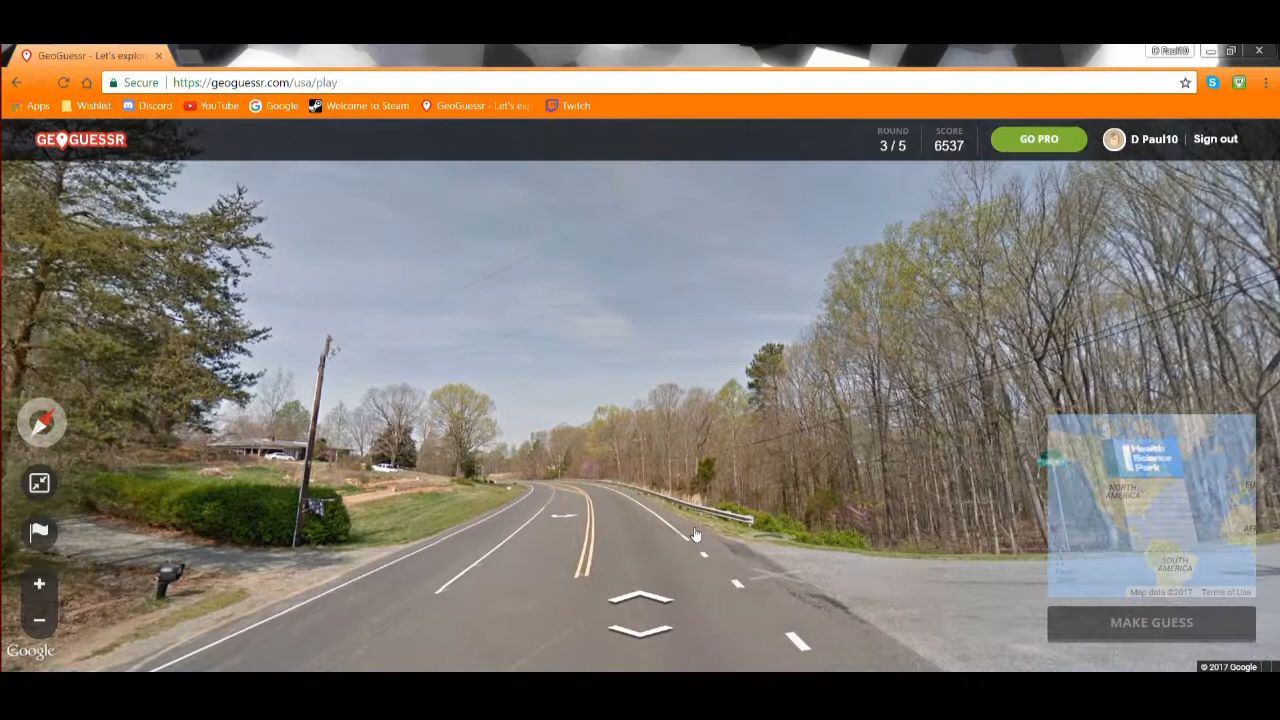 GeoGuessr - Let's explor
D Paul10
Secure
https://geoguessr.com/usa/play
Apps
Wishlist
Discord
YouTube
Google
Welcome to Steam
GeoGuessr - Let's exp
Twitch
GEOGUESSR
ROUND
3 / 5
SCORE
6537
GO PRO
D Paul10
Sign out
Health
Science
Park
NORTH
AMERICA
SOUTH
AMERICA
Map data ©2017
Terms of Use
MAKE GUESS
Google
© 2017 Google